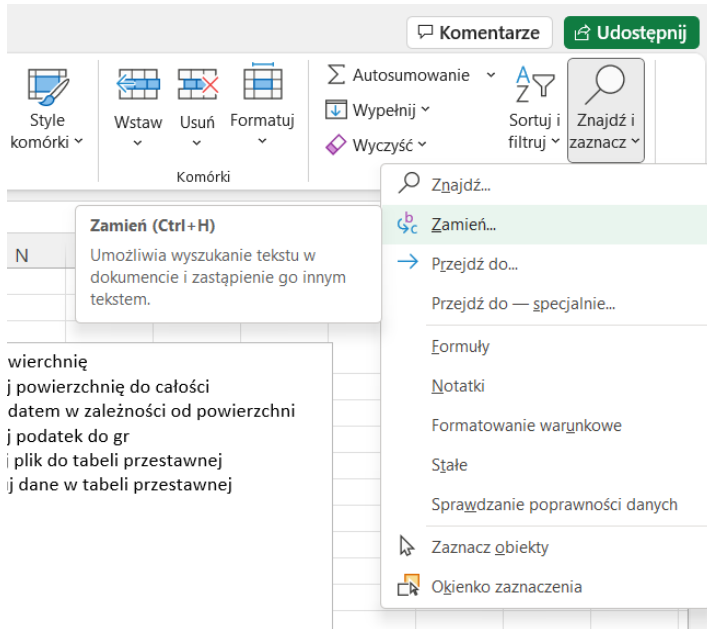 Komentarze
Udostępnij
Style
komórki
Wstaw
Usuń
Formatuj
Komórki
Autosumowanie
Wypełnij
Wyczyść
Sortuj i
filtruj
Znajdź i
zaznacz
Znajdź...
Zamień...
Przejdź do...
Przejdź do — specjalnie...
Formuły
Notatki
Formatowanie warunkowe
Stałe
Sprawdzanie poprawności danych
Zaznacz obiekty
Okienko zaznaczenia
Zamień (Ctrl+H)
Umożliwia wyszukanie tekstu w
dokumencie i zastąpienie go innym
tekstem.
N
wierchnię
j powierzchnię do całości
datem w zależności od powierzchni
j podatek do gr
j plik do tabeli przestawnej
uj dane w tabeli przestawnej